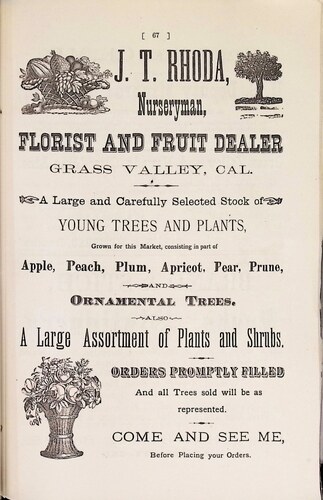 [ 67 ]
J. T. RHODA,
Nurseryman,
FLORIST AND FRUIT DEALER
GRASS VALLEY, CAL.
A Large and Carefully Selected Stock of
YOUNG TREES AND PLANTS,
Grown for this Market, consisting in part of
Apple, Peach, Plum, Apricot, Pear, Prune,
AND
ORNAMENTAL TREES.
ALSO
A Large Assortment of Plants and Shrubs.
ORDERS PROMPTLY FILLED
And all Trees sold will be as
represented.
COME AND SEE ME,
Before Placing your Orders.